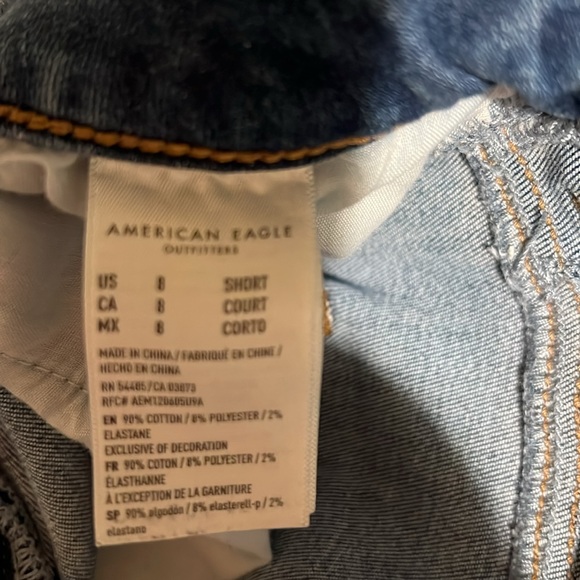 AMERICAN EAGLE
OUTFITTERS
US 8 SHORT
CA 8 COURT
MX 8 CORTO
MADE IN CHINA / FABRIQUÉ EN CHINE /
HECHO EN CHINA
RN 54485/CA 03873
RFC# AEM120605U9A
EN 90% COTTON / 8% POLYESTER / 2%
ELASTANE
EXCLUSIVE OF DECORATION
FR 90% COTON / 8% POLYESTER / 2%
ÉLASTHANNE
À L'EXCEPTION DE LA GARNITURE
SP 90% algodón / 8% elasterell-p / 2%
elastano